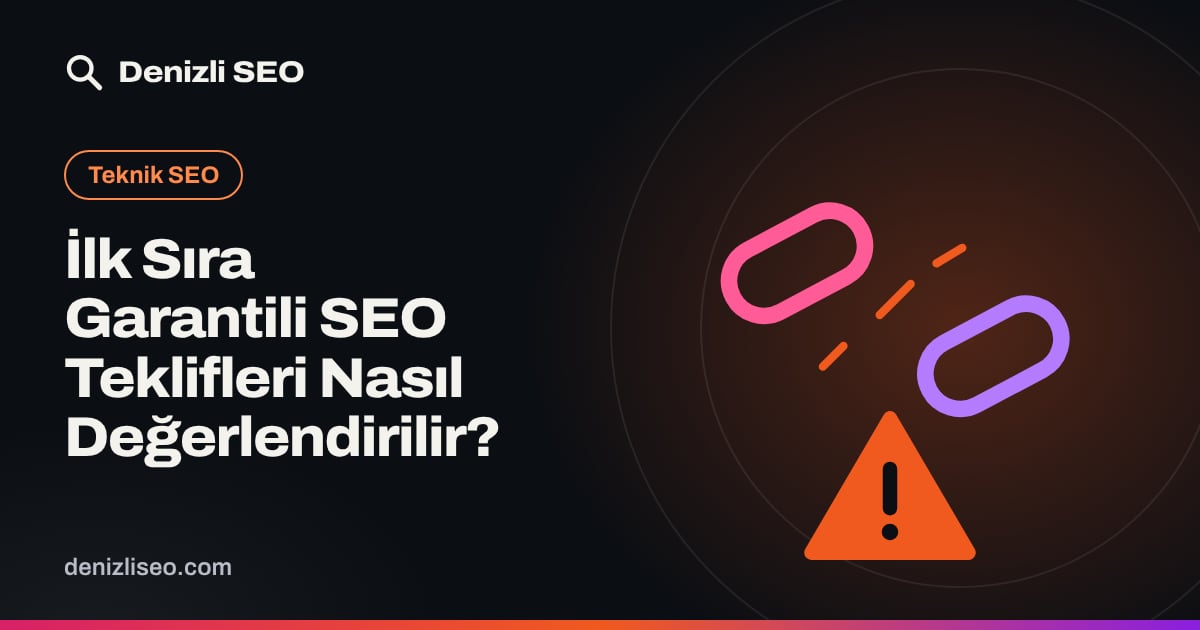 Denizli SEO
Teknik SEO
İlk Sıra
Garantili SEO
Teklifleri Nasıl
Değerlendirilir?
denizliseo.com